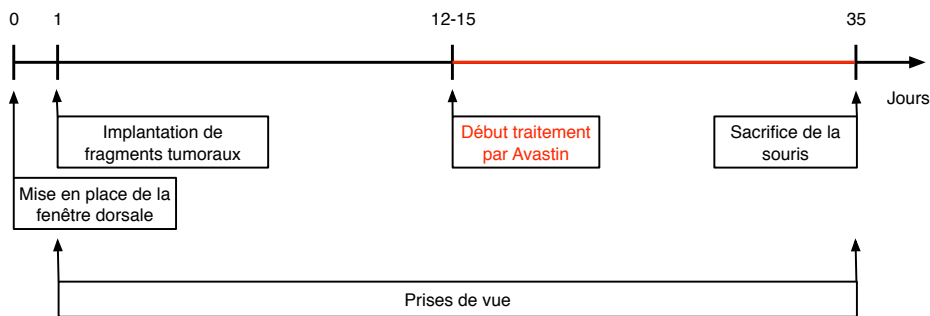 0 1 12-15 35
Jours
Implantation de
fragments tumoraux
Début traitement
par Avastin
Sacrifice de la
souris
Mise en place de la
fenêtre dorsale
Prises de vue